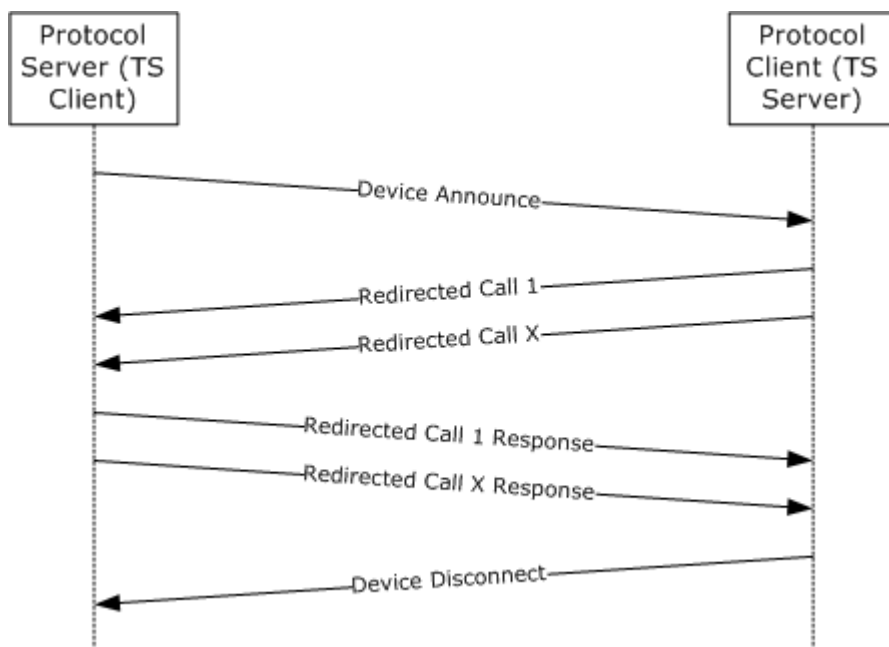 Protocol
Server (TS
Client)
Protocol
Client (TS
Server)
Device Announce
Redirected Call 1
Redirected Call X
Redirected Call 1 Response
Redirected Call X Response
Device Disconnect